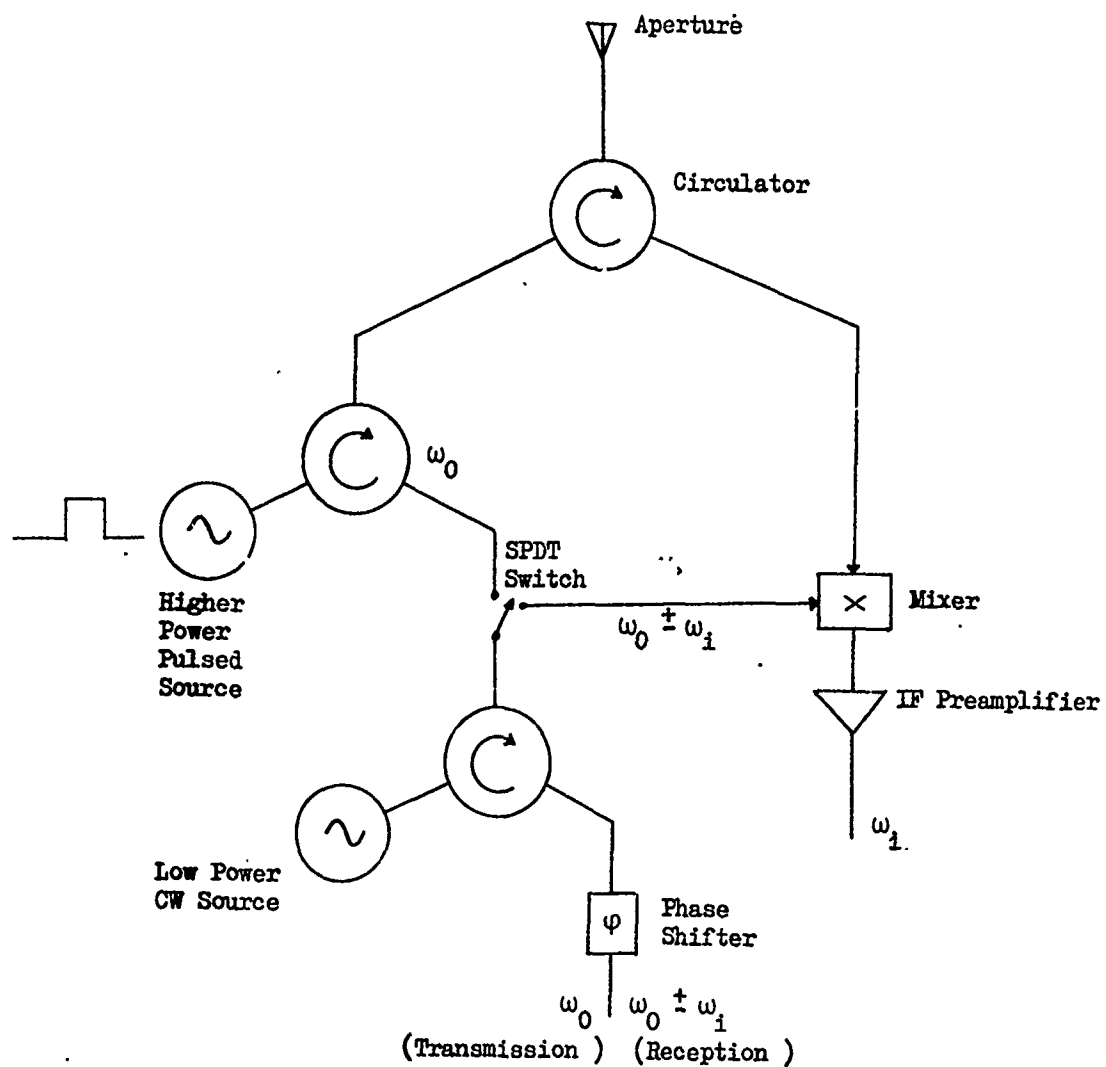 Aperture
Circulator
ω0
SPDT
Switch
Higher
Power
Pulsed
Source
ω0 ± ωi
Mixer
IF Preamplifier
ωi
Low Power
CW Source
φ
Phase
Shifter
ω0 ω0 ± ωi
(Transmission ) (Reception )